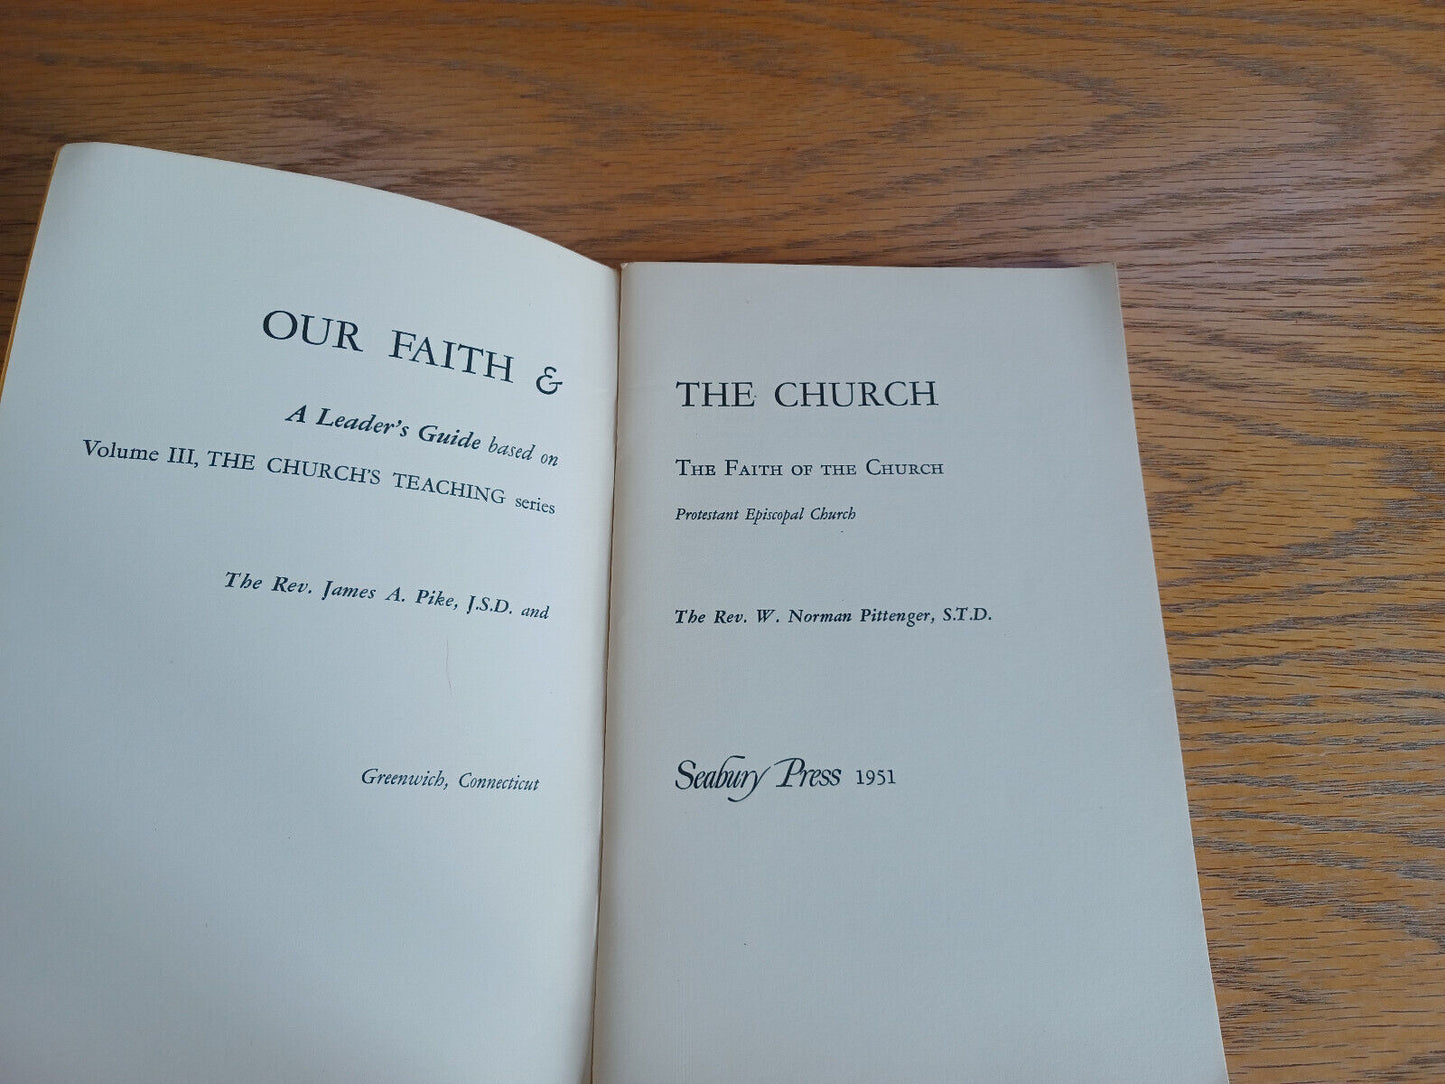 OUR FAITH &
A Leader's Guide based on
Volume III, THE CHURCH'S TEACHING series
The Rev. James A. Pike, J.S.D. and
Greenwich, Connecticut
THE CHURCH
THE FAITH OF THE CHURCH
Protestant Episcopal Church
The Rev. W. Norman Pittenger, S.T.D.
Seabury Press 1951